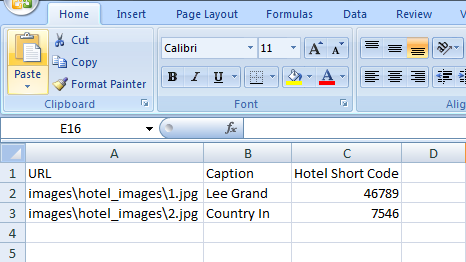 Home Insert Page Layout Formulas Data Review
Cut
Copy
Paste
Format Painter
Clipboard
Calibri 11 A A
B I U A
Font
E16 fx
A B C D
1 URL Caption Hotel Short Code
2 images\hotel_images\1.jpg Lee Grand 46789
3 images\hotel_images\2.jpg Country In 7546
4
5